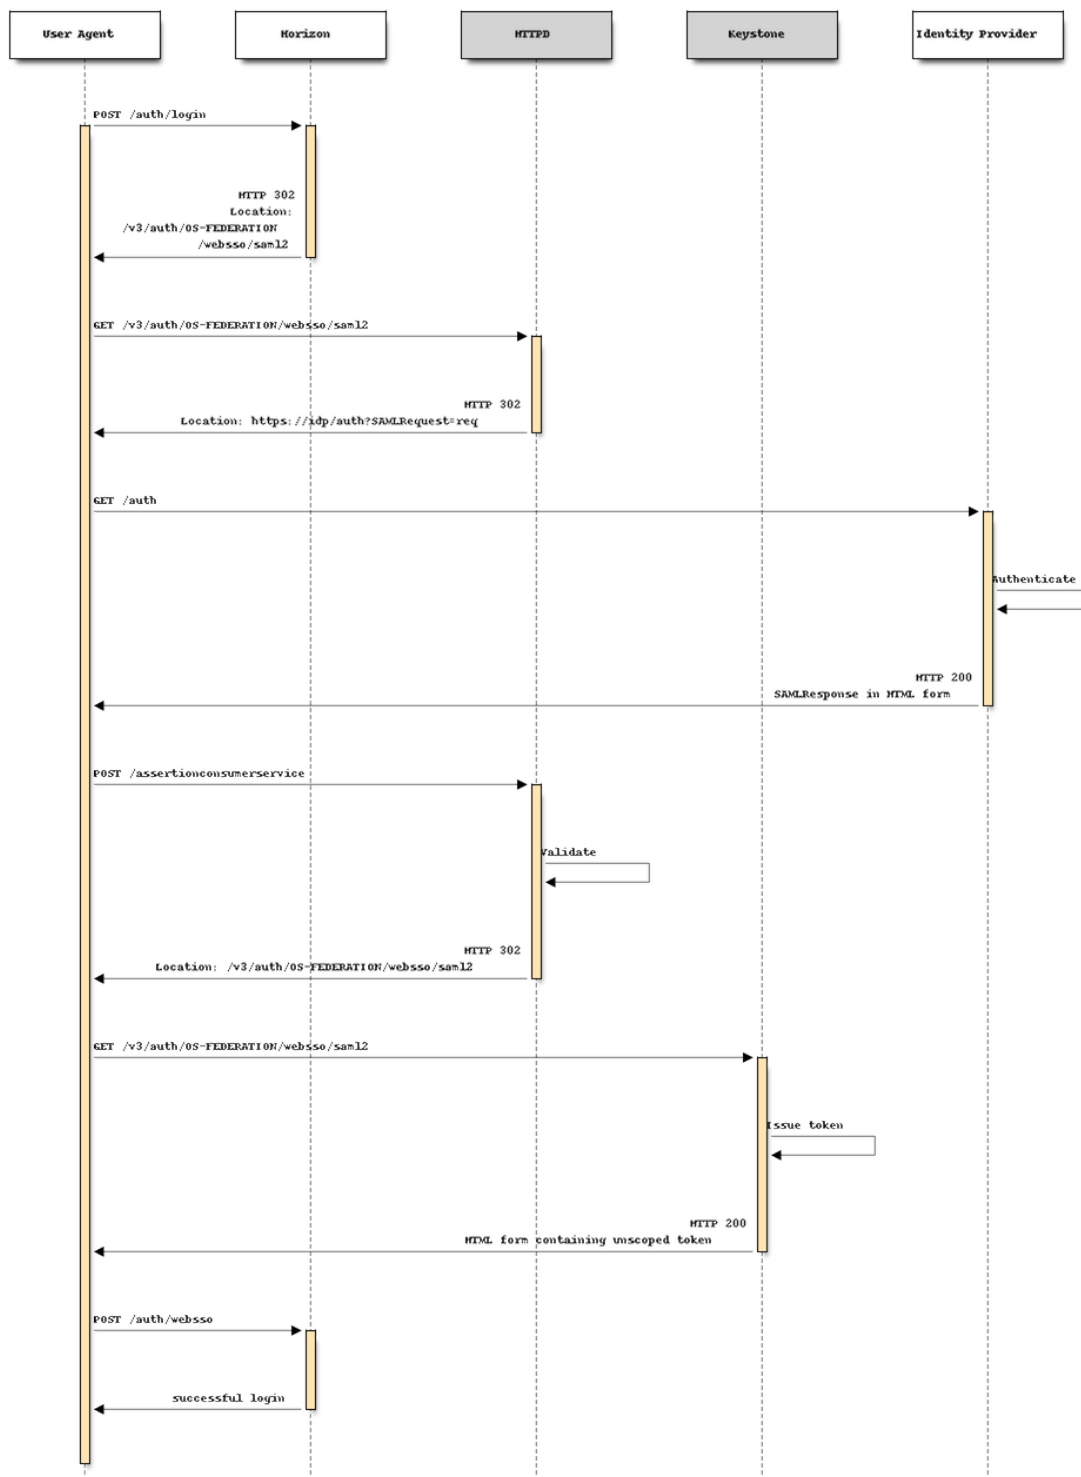 User Agent
Horizon
HTTPD
Keystone
Identity Provider
POST /auth/login
HTTP 302
Location:
/v3/auth/OS-FEDERATION
/websso/saml2
GET /v3/auth/OS-FEDERATION/websso/saml2
HTTP 302
Location: https://idp/auth?SAMLRequest=req
GET /auth
Authenticate
HTTP 200
SAMLResponse in HTML form
POST /assertionconsumerservice
Validate
HTTP 302
Location: /v3/auth/OS-FEDERATION/websso/saml2
GET /v3/auth/OS-FEDERATION/websso/saml2
Issue token
HTTP 200
HTML form containing unscoped token
POST /auth/websso
successful login